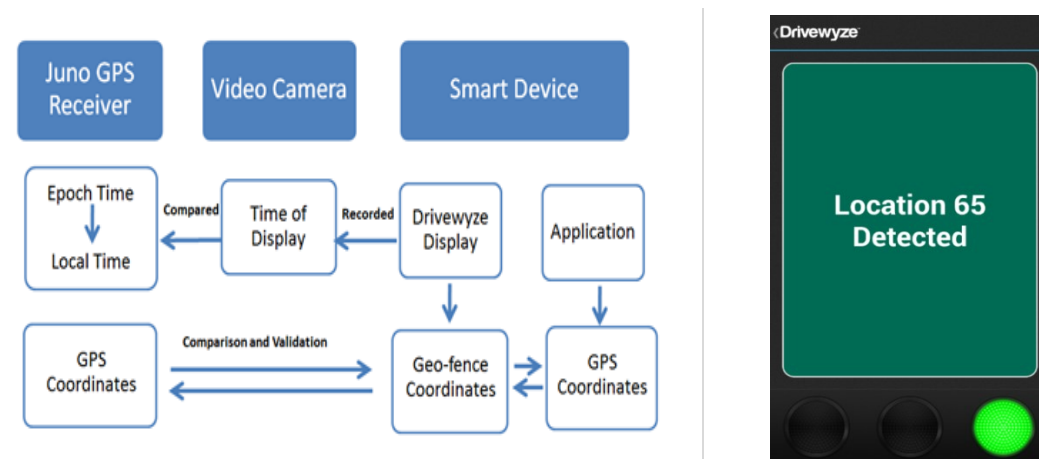 Juno GPS
Receiver
Video Camera
Smart Device
Epoch Time
Local Time
Compared
Time of
Display
Recorded
Drivewyze
Display
Application
GPS
Coordinates
Comparison and Validation
Geo-fence
Coordinates
GPS
Coordinates
Drivewyze
Location 65
Detected